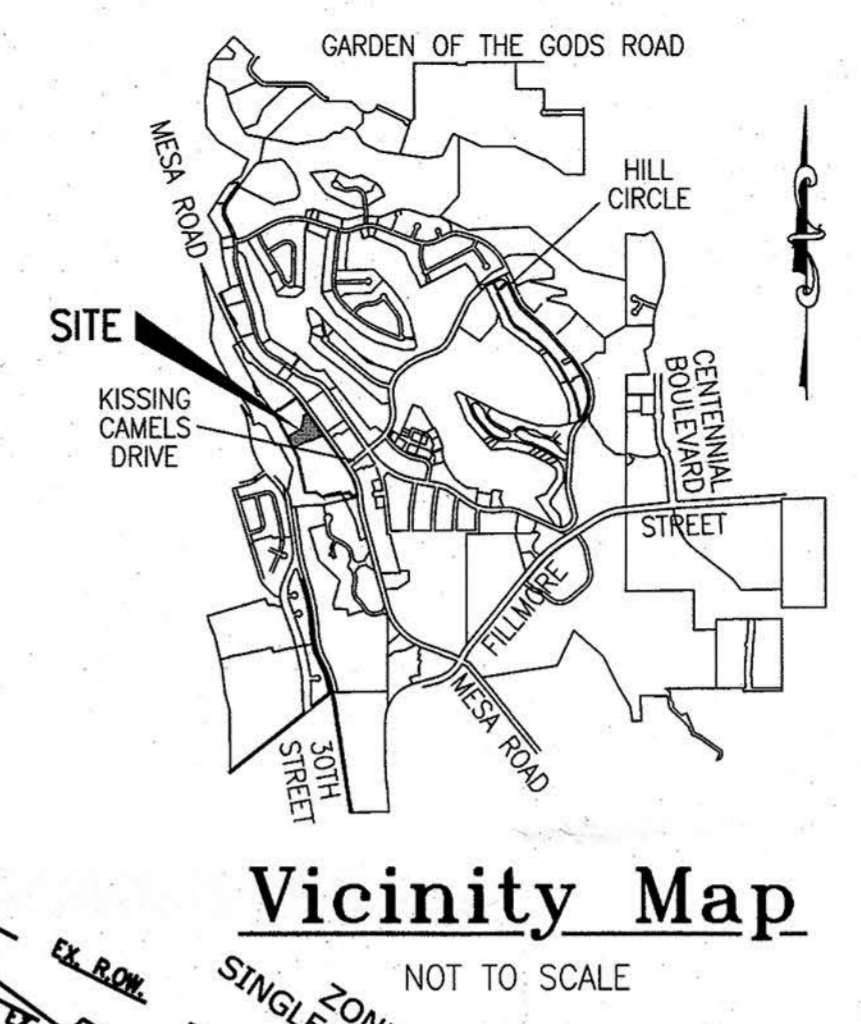 GARDEN OF THE GODS ROAD
MESA ROAD
HILL
CIRCLE
SITE
KISSING
CAMELS
DRIVE
CENTENNIAL
BOULEVARD
STREET
FILLMORE
MESA ROAD
30TH
STREET
Vicinity Map
NOT TO SCALE
EX. R.O.W.
SINGLE